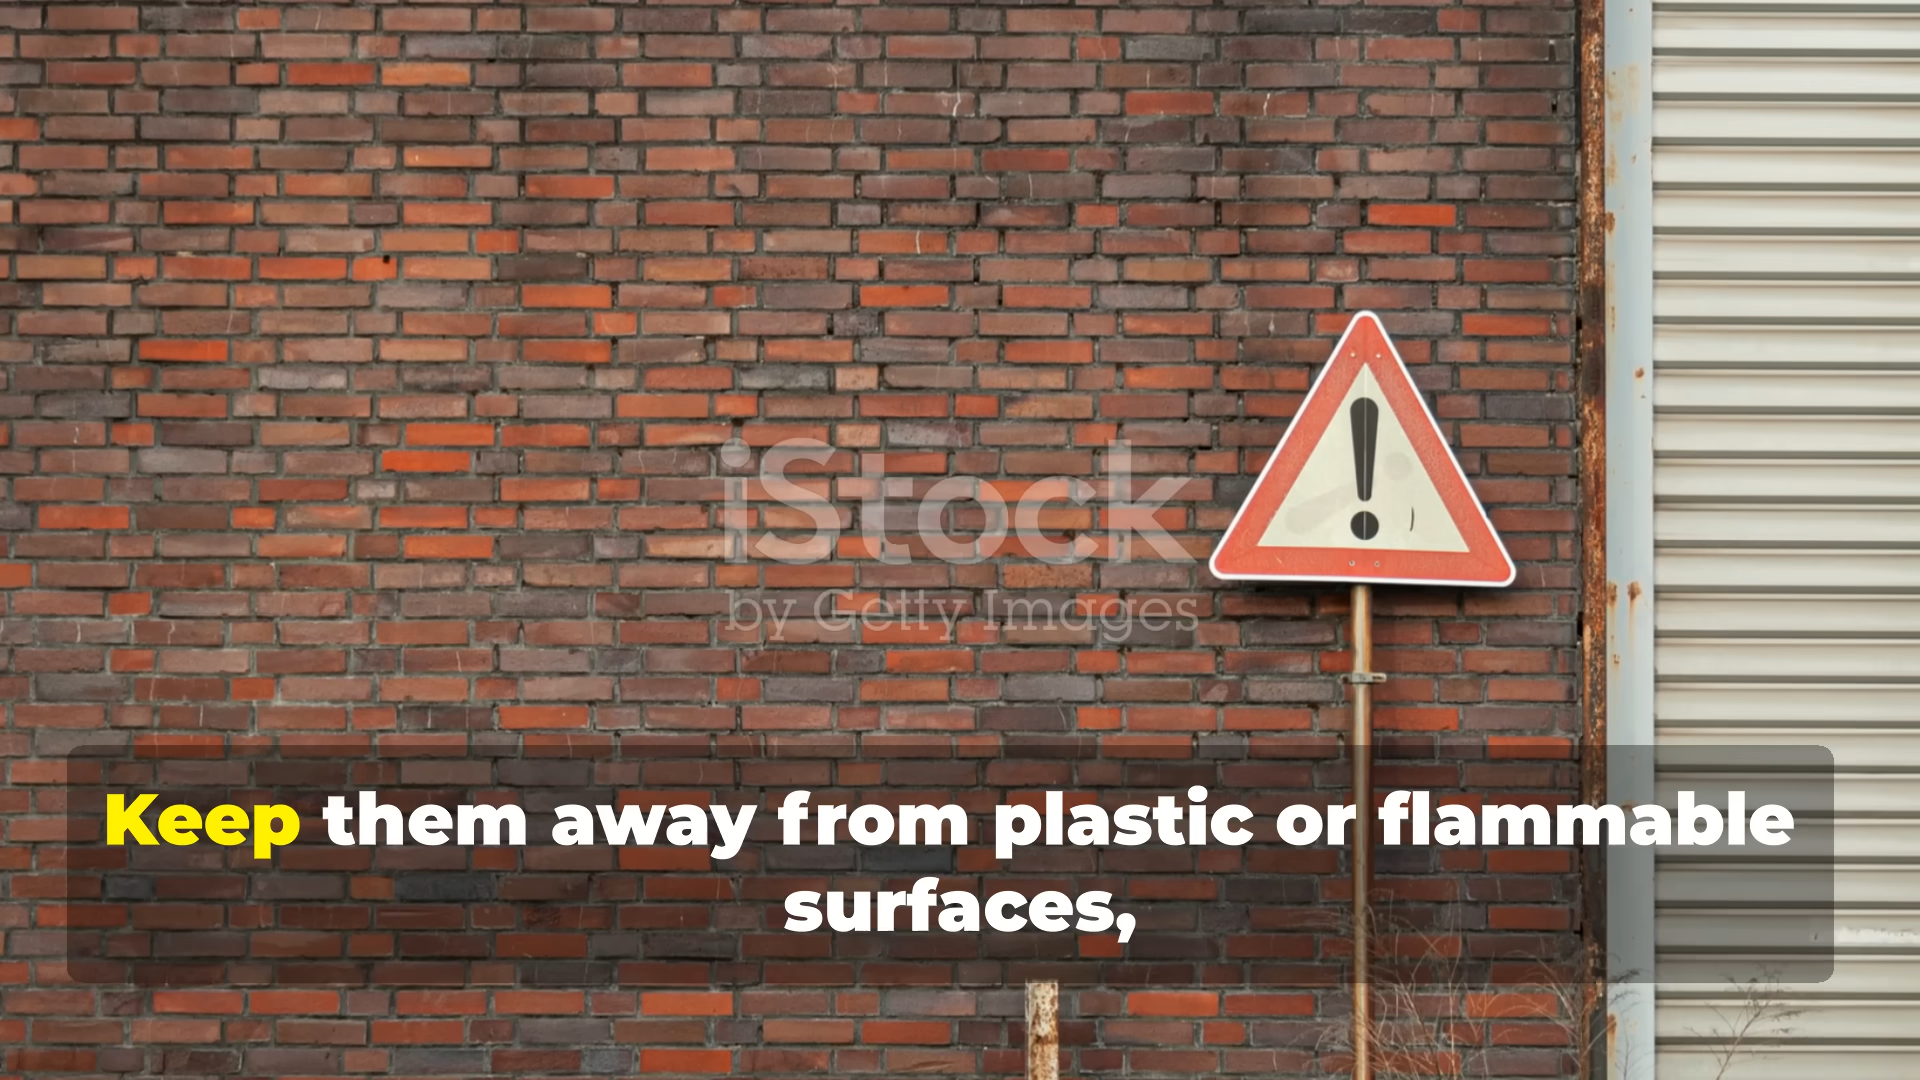 iStock
by Getty Images
Keep them away from plastic or flammable
surfaces,